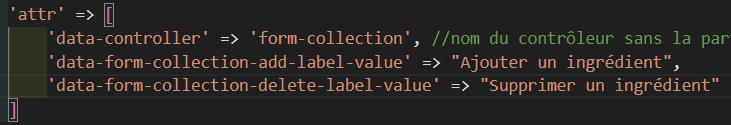 'attr' => [
'data-controller' => 'form-collection', //nom du contrôleur sans la par
'data-form-collection-add-label-value' => "Ajouter un ingrédient",
'data-form-collection-delete-label-value' => "Supprimer un ingrédient"
]